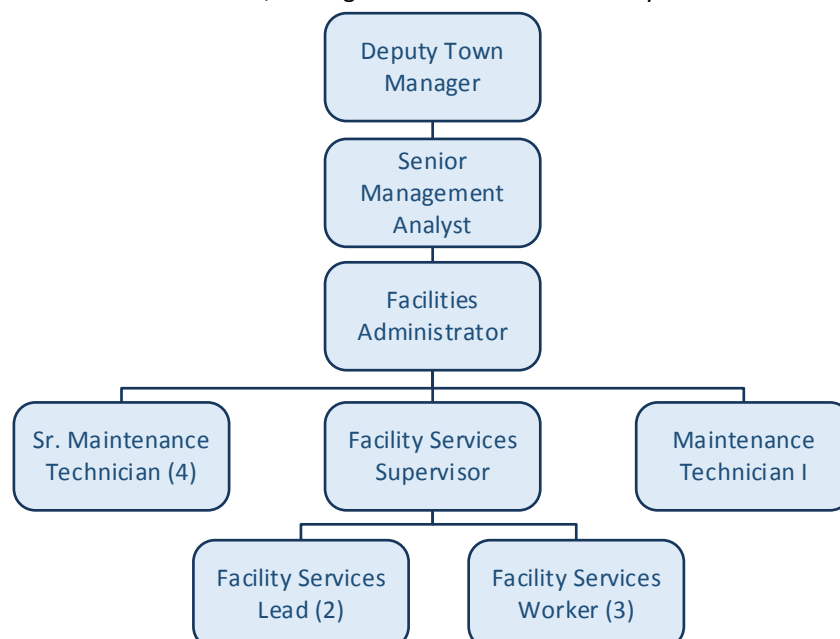 Deputy Town
Manager
Senior
Management
Analyst
Facilities
Administrator
Sr. Maintenance
Technician (4)
Facility Services
Supervisor
Maintenance
Technician I
Facility Services
Lead (2)
Facility Services
Worker (3)